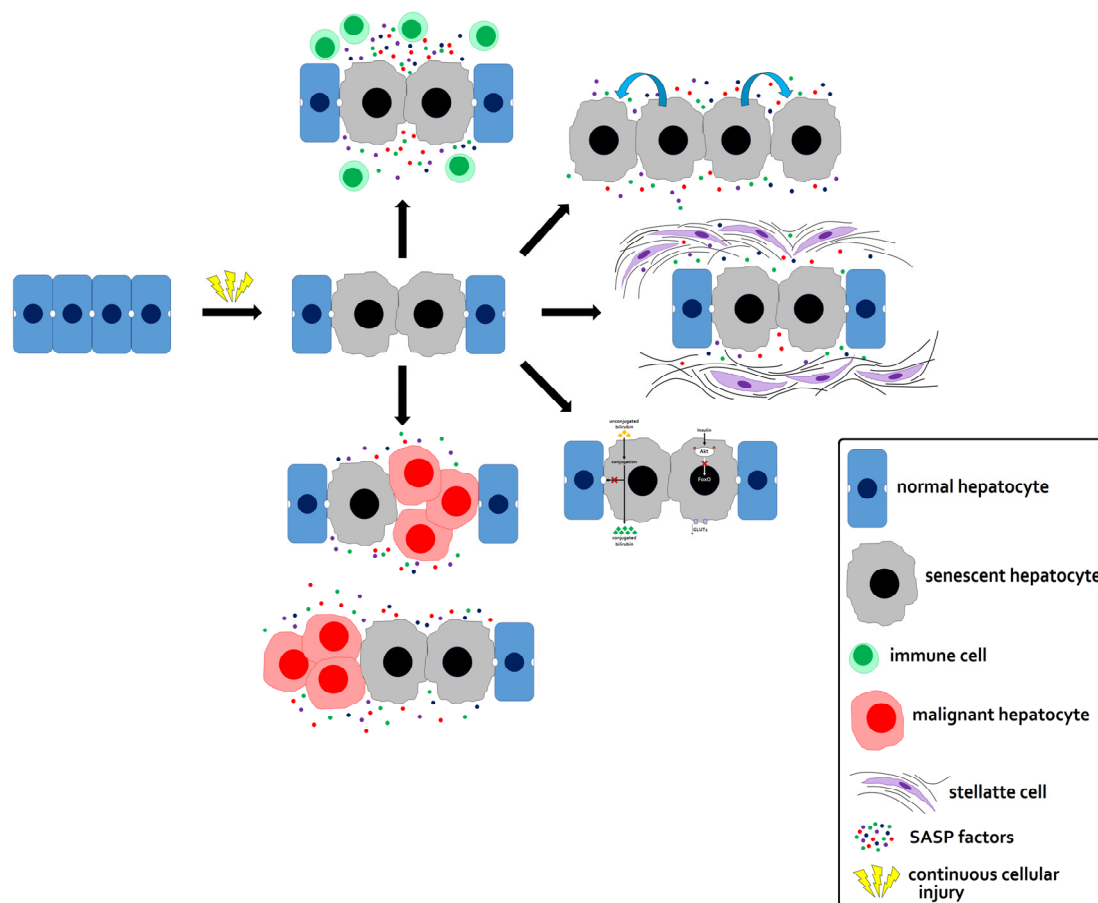 unconjugated
bilirubin
conjugation
conjugated
bilirubin
Insulin
Akt
FoxO
GLUTs
normal hepatocyte
senescent hepatocyte
immune cell
malignant hepatocyte
stellatte cell
SASP factors
continuous cellular
injury